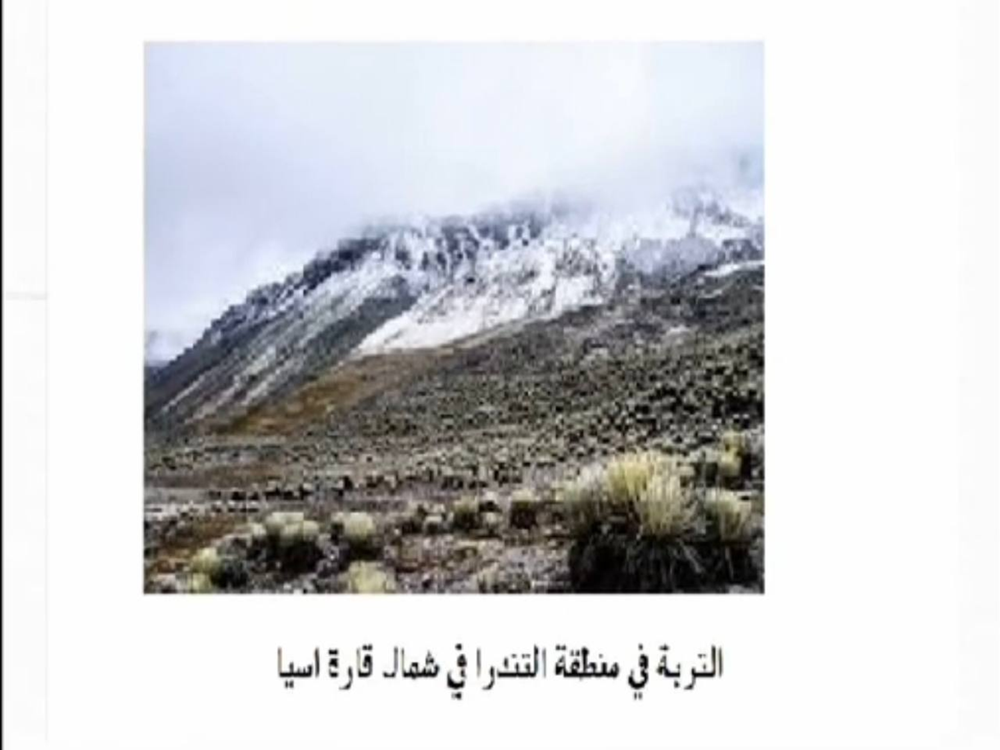 التربة في منطقة التندرا في شمال قارة اسيا